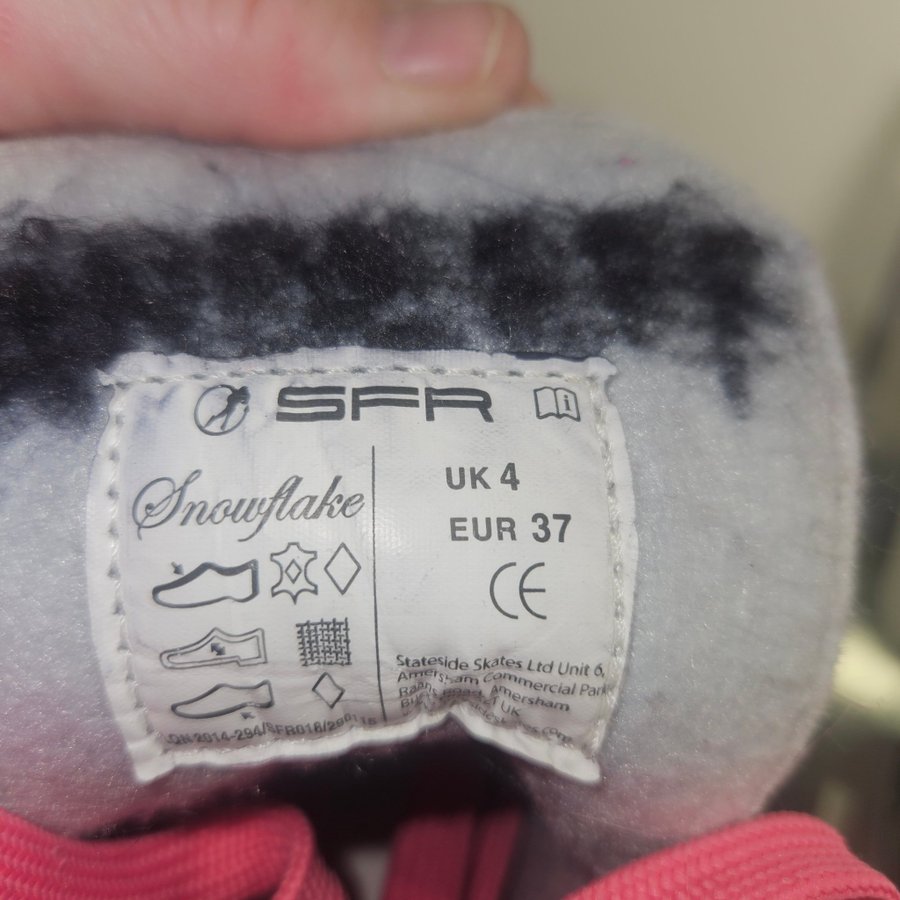 SFR
Snowflake
UK 4
EUR 37
CE
Stateside Skates Ltd Unit 6,
Amersham Commercial Park
Amersham
UK